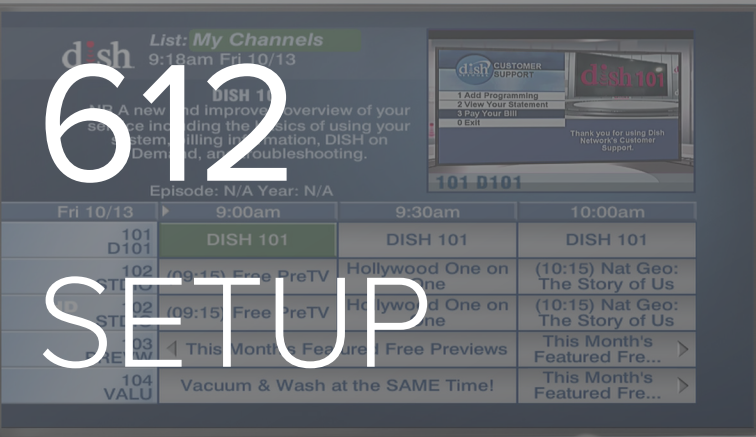 dish
List: My Channels
9:18am Fri 10/13
612
DISH 10
NR A new and improve overview of your
service including the basics of using your
system, billing information, DISH on
Demand, and troubleshooting.
Episode: N/A Year: N/A
dish CUSTOMER
SUPPORT
dish 101
1 Add Programming
2 View Your Statement
3 Pay Your Bill
0 Exit
Thank you for using Dish
Network's Customer
Support.
101 D101
Fri 10/13 9:00am 9:30am 10:00am
101
D101
DISH 101 DISH 101 DISH 101
SETUP
102
(09:15) Free PreTV
Hollywood One on
One
(10:15) Nat Geo:
The Story of Us
102
(09:15) Free PreTV
Hollywood One on
One
(10:15) Nat Geo:
The Story of Us
103
This Month's Featured Free Previews
This Month's
Featured Fre...
104
VALU
Vacuum & Wash at the SAME Time!
This Month's
Featured Fre...